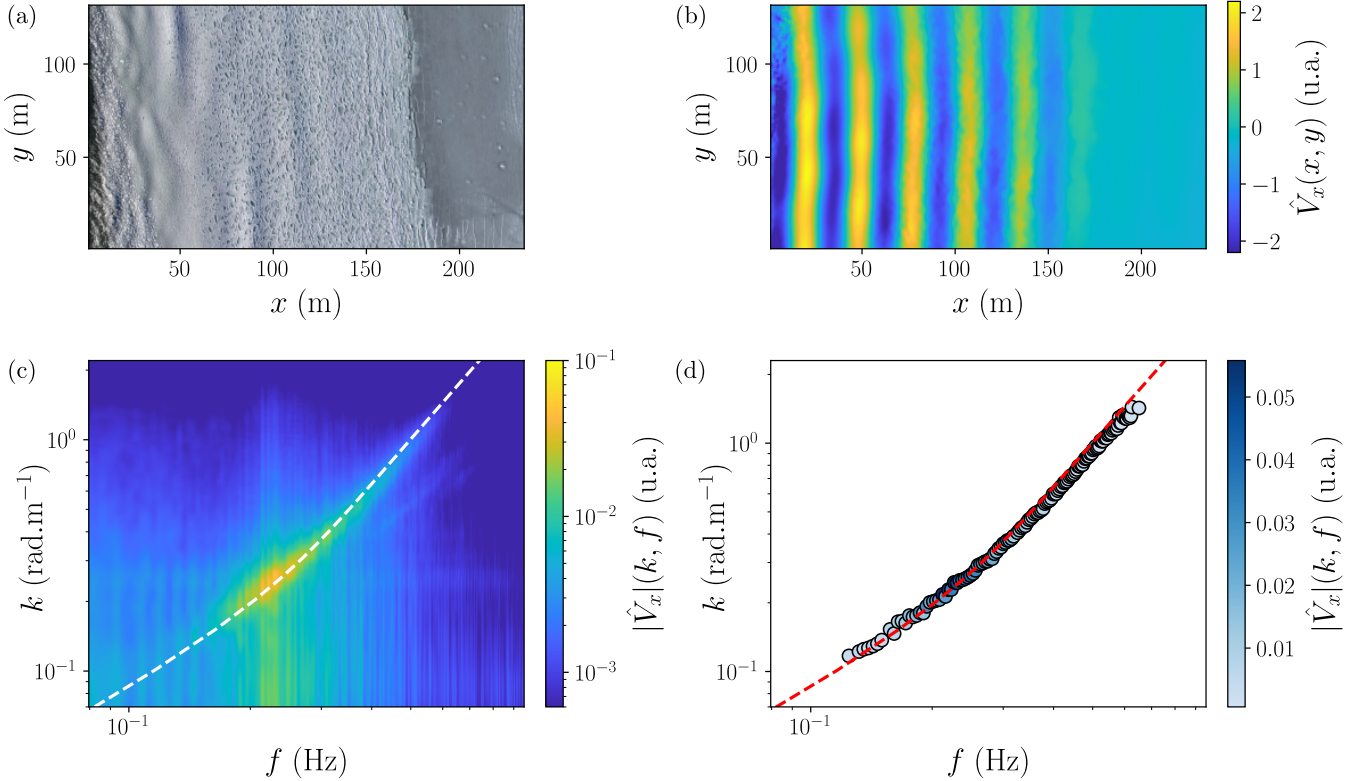 (a)
100
50
y (m)
50 100 150 200
x (m)
(b)
100
50
y (m)
50 100 150 200
x (m)
2
1
0
−1
−2
V̂ₓ(x, y) (u.a.)
(c)
10⁰
10⁻¹
k (rad.m⁻¹)
10⁻¹
f (Hz)
10⁻¹
10⁻²
10⁻³
|V̂ₓ|(k, f) (u.a.)
(d)
10⁰
10⁻¹
k (rad.m⁻¹)
10⁻¹
f (Hz)
0.05
0.04
0.03
0.02
0.01
|V̂ₓ|(k, f) (u.a.)